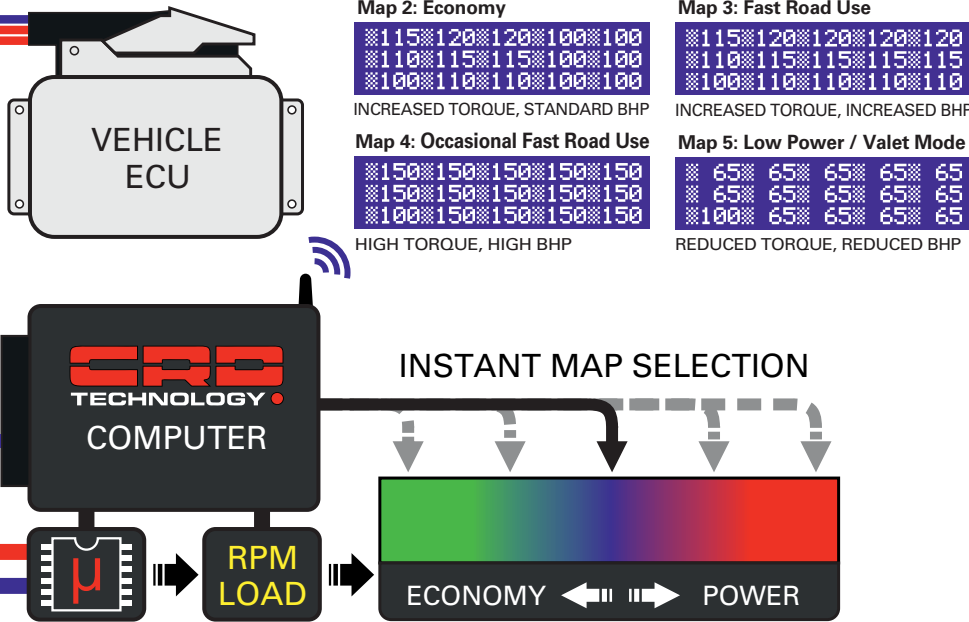 Map 2: Economy
※115※120※120※100※100
※110※115※115※100※100
※100※110※110※100※100
INCREASED TORQUE, STANDARD BHP
Map 3: Fast Road Use
※115※120※120※120※120
※110※115※115※115※115
※100※110※110※110※110
INCREASED TORQUE, INCREASED BHP
Map 4: Occasional Fast Road Use
※150※150※150※150※150
※150※150※150※150※150
※100※150※150※150※150
HIGH TORQUE, HIGH BHP
Map 5: Low Power / Valet Mode
※ 65※ 65※ 65※ 65※ 65
※ 65※ 65※ 65※ 65※ 65
※100※ 65※ 65※ 65※ 65
REDUCED TORQUE, REDUCED BHP
VEHICLE
ECU
CRD
TECHNOLOGY
COMPUTER
INSTANT MAP SELECTION
µ
RPM
LOAD
ECONOMY
POWER